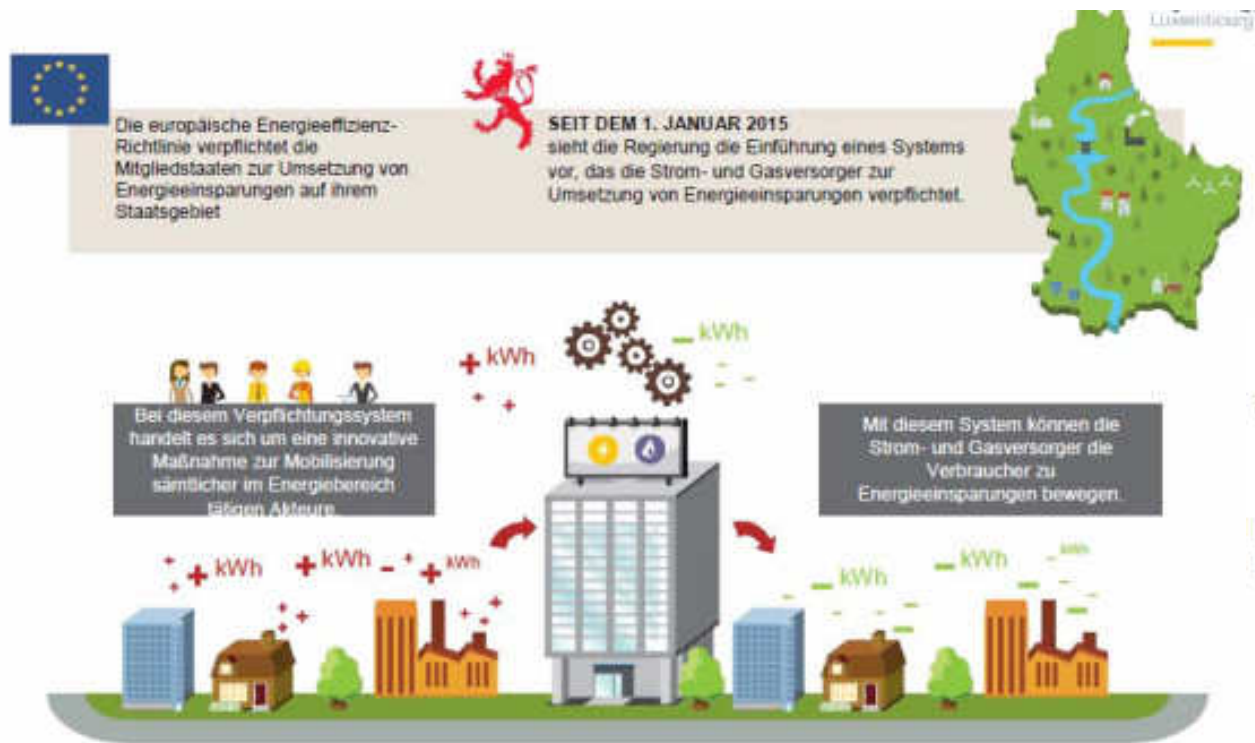 Luxembourg
Die europäische Energieeffizienz-
Richtlinie verpflichtet die
Mitgliedstaaten zur Umsetzung von
Energieeinsparungen auf ihrem
Staatsgebiet
SEIT DEM 1. JANUAR 2015
sieht die Regierung die Einführung eines Systems
vor, das die Strom- und Gasversorger zur
Umsetzung von Energieeinsparungen verpflichtet.
+ kWh
- kWh
Bei diesem Verpflichtungssystem
handelt es sich um eine innovative
Maßnahme zur Mobilisierung
sämtlicher im Energiebereich
tätigen Akteure.
Mit diesem System können die
Strom- und Gasversorger die
Verbraucher zu
Energieeinsparungen bewegen.
+ kWh
+ kWh -
+ kWh
- kWh
- kWh
- kWh